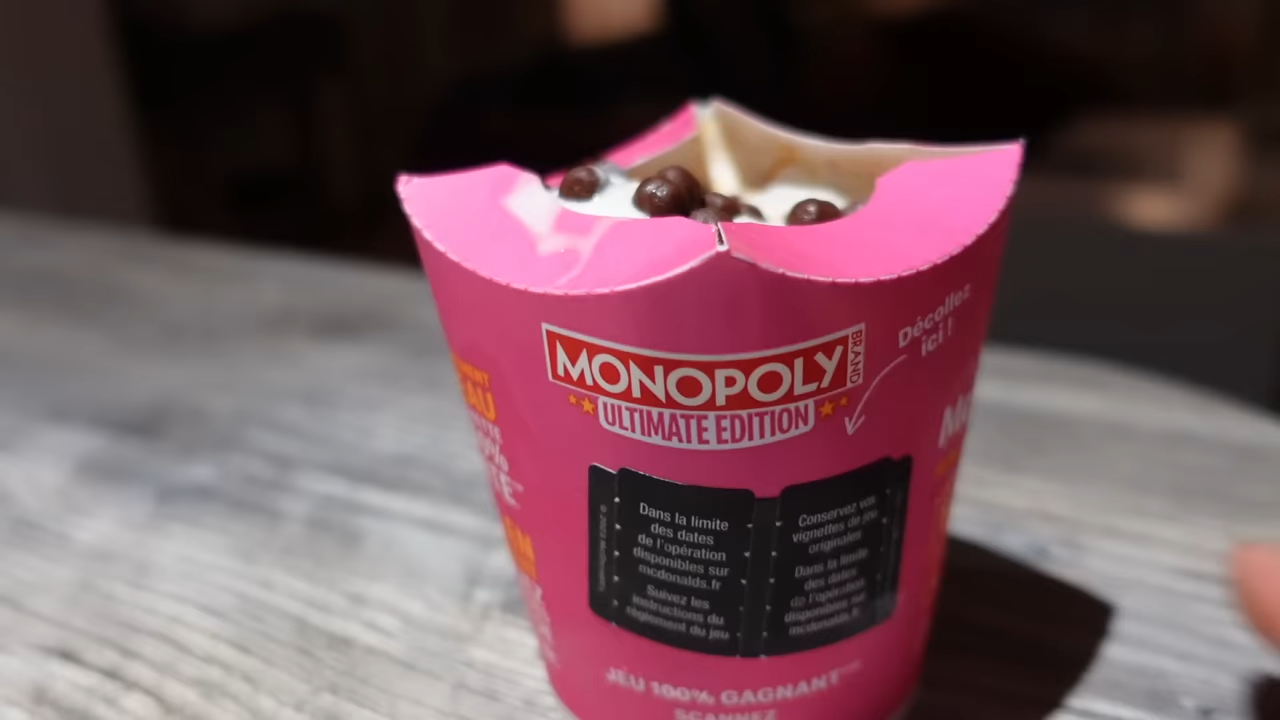 MONOPOLY
BRAND
ULTIMATE EDITION
Décollez
ici !
Dans la limite
des dates
de l'opération
disponibles sur
mcdonalds.fr
Suivez les
instructions du
règlement du jeu
Conservez vos
vignettes de jeu
originales
Dans la limite
des dates
de l'opération
disponibles sur
mcdonalds.fr
JEU 100% GAGNANT
SCANNEZ